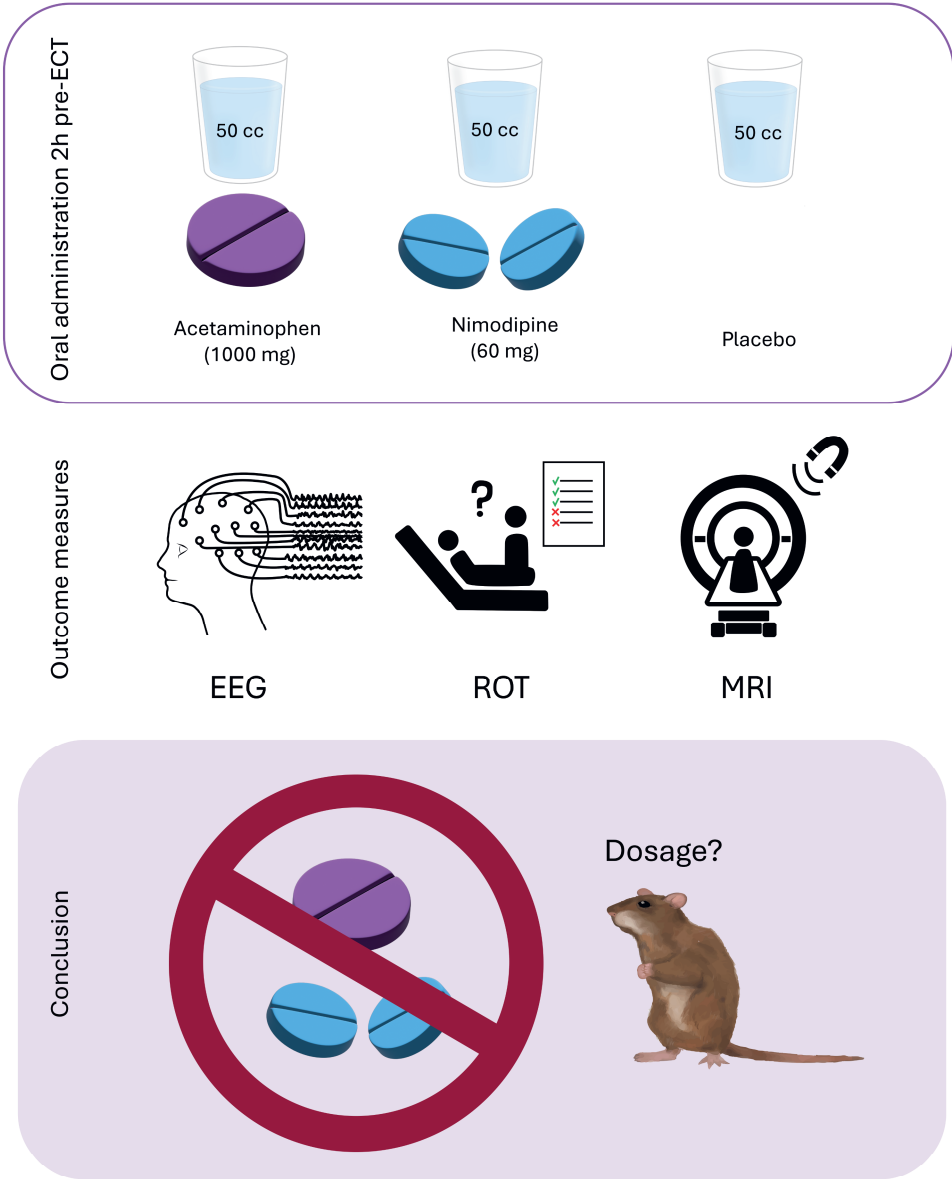 Oral administration 2h pre-ECT
50 cc
50 cc
50 cc
Acetaminophen
(1000 mg)
Nimodipine
(60 mg)
Placebo
Outcome measures
?
EEG
ROT
MRI
Conclusion
Dosage?